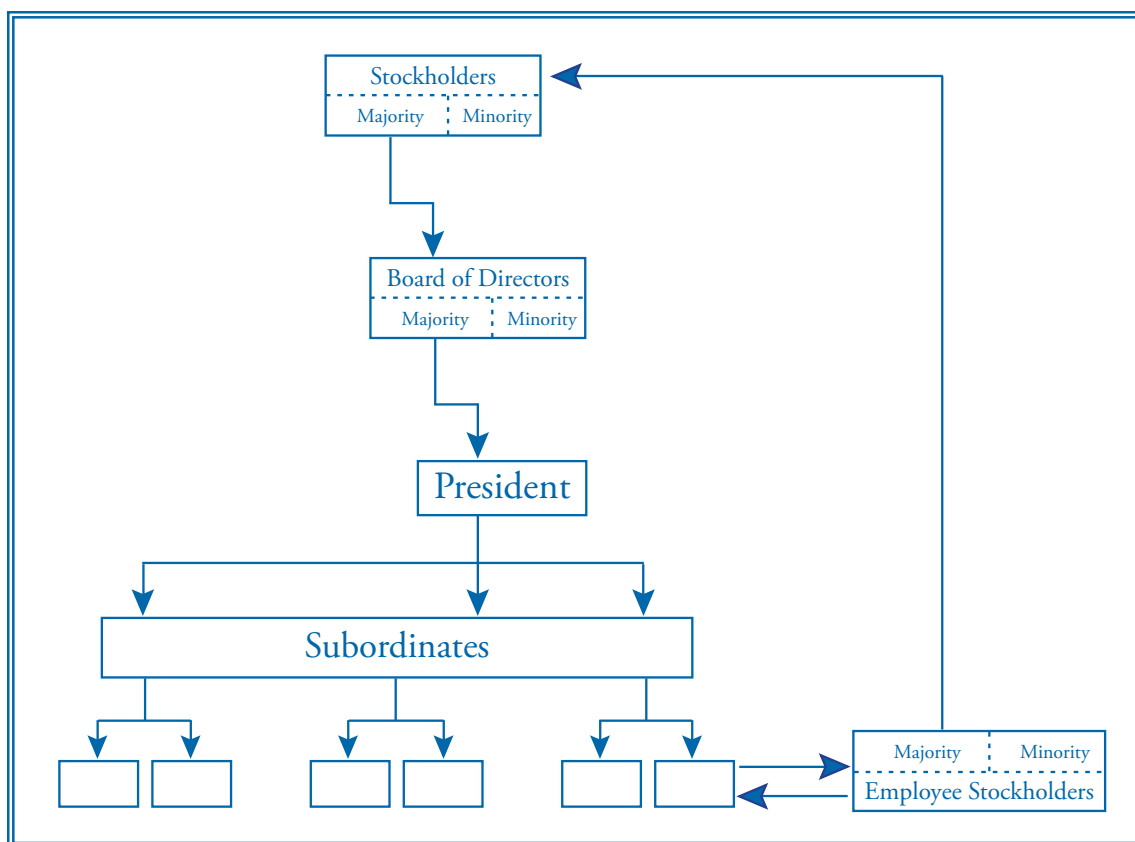 Stockholders
Majority Minority
Board of Directors
Majority Minority
President
Subordinates
Majority Minority
Employee Stockholders